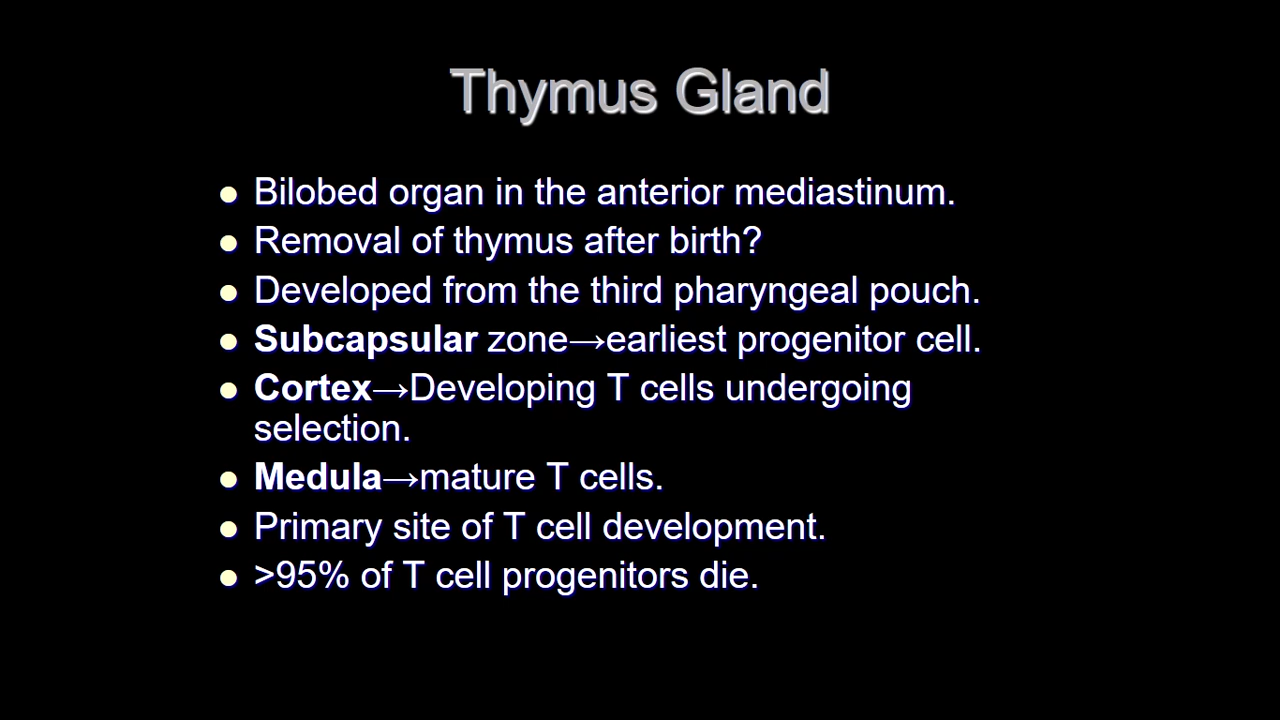 Thymus Gland
Bilobed organ in the anterior mediastinum.
Removal of thymus after birth?
Developed from the third pharyngeal pouch.
Subcapsular zone→earliest progenitor cell.
Cortex→Developing T cells undergoing
selection.
Medula→mature T cells.
Primary site of T cell development.
>95% of T cell progenitors die.